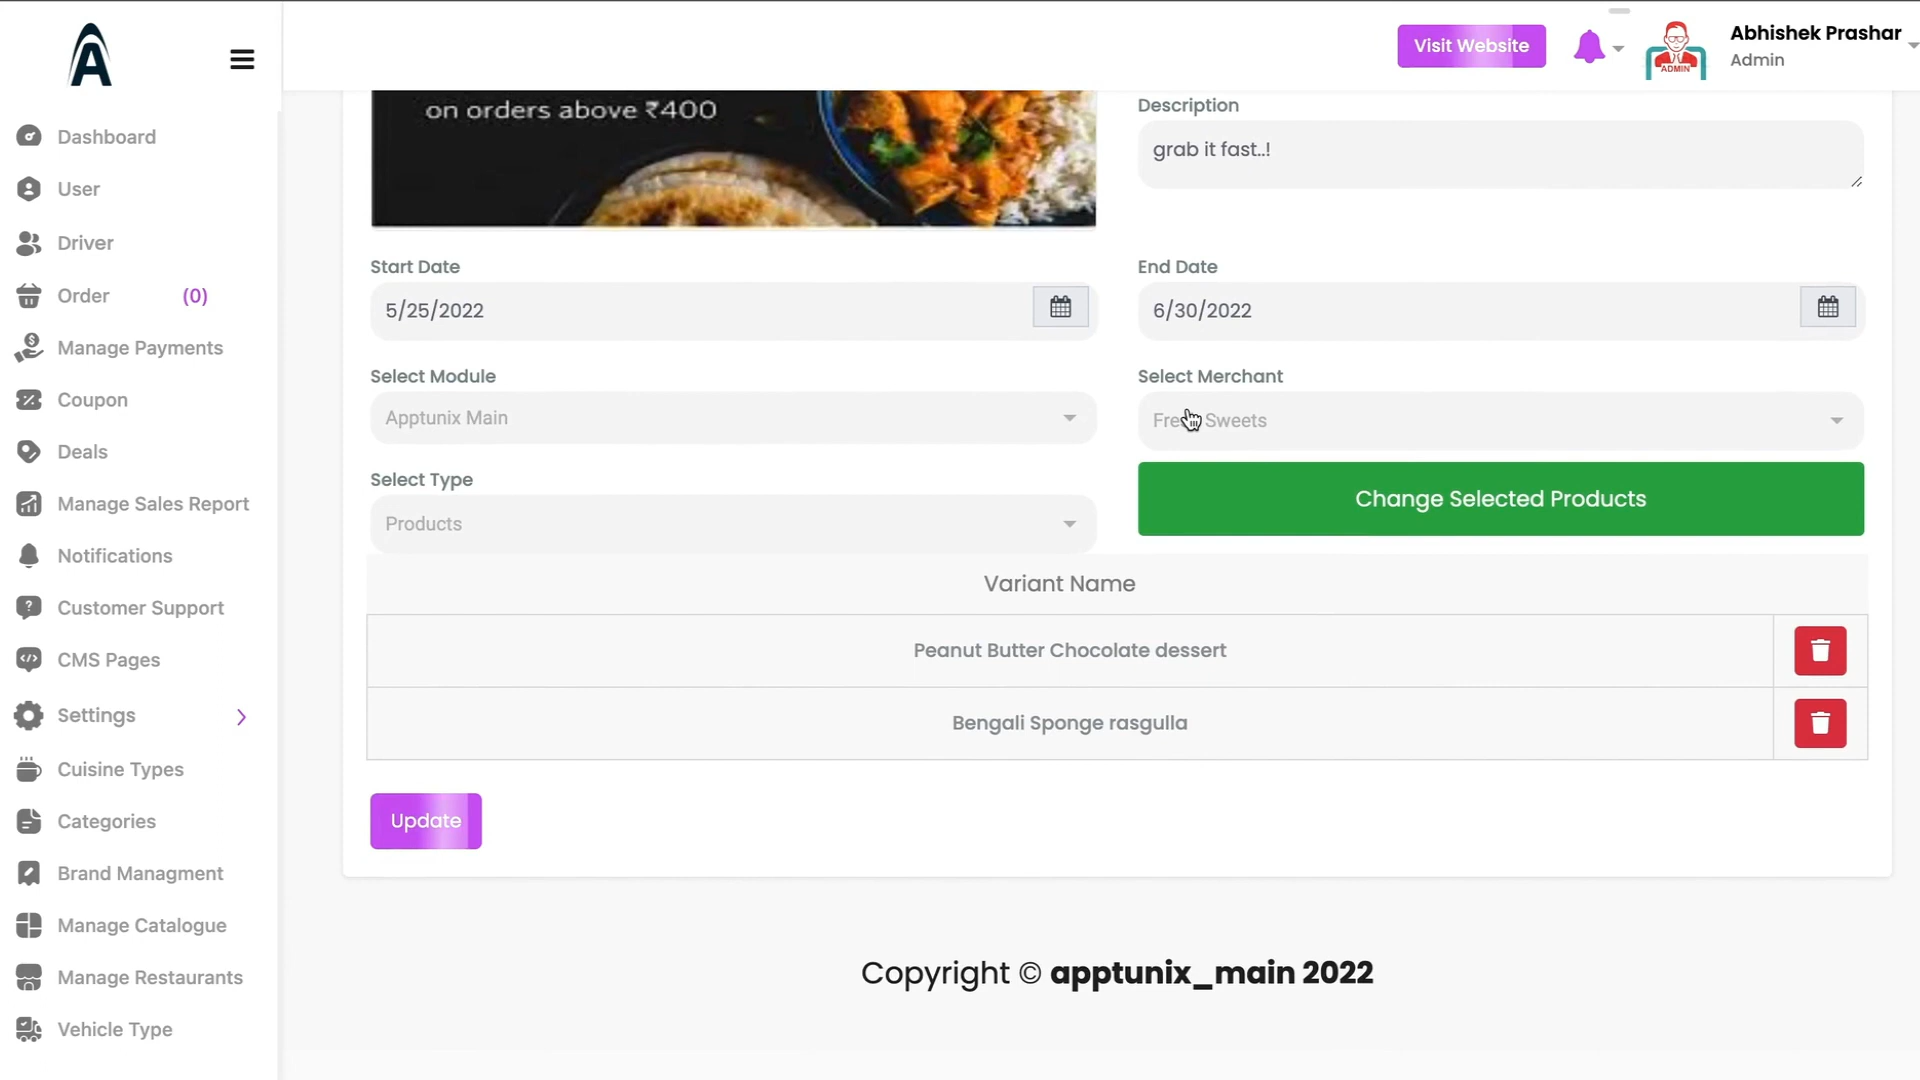 Visit Website
Abhishek Prashar
Admin
ADMIN
Dashboard
User
Driver
Order (0)
Manage Payments
Coupon
Deals
Manage Sales Report
Notifications
Customer Support
CMS Pages
Settings
Cuisine Types
Categories
Brand Managment
Manage Catalogue
Manage Restaurants
Vehicle Type
on orders above ₹400
Description
grab it fast..!
Start Date
5/25/2022
End Date
6/30/2022
Select Module
Apptunix Main
Select Merchant
Sweets
Select Type
Products
Change Selected Products
Variant Name
Peanut Butter Chocolate dessert
Bengali Sponge rasgulla
Update
Copyright © apptunix_main 2022